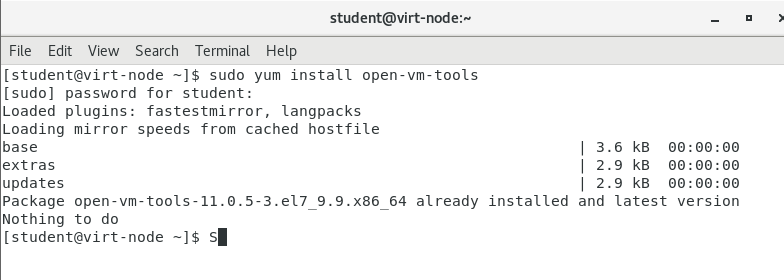 student@virt-node:~
File Edit View Search Terminal Help
[student@virt-node ~]$ sudo yum install open-vm-tools
[sudo] password for student:
Loaded plugins: fastestmirror, langpacks
Loading mirror speeds from cached hostfile
base | 3.6 kB 00:00:00
extras | 2.9 kB 00:00:00
updates | 2.9 kB 00:00:00
Package open-vm-tools-11.0.5-3.el7_9.9.x86_64 already installed and latest version
Nothing to do
[student@virt-node ~]$ S